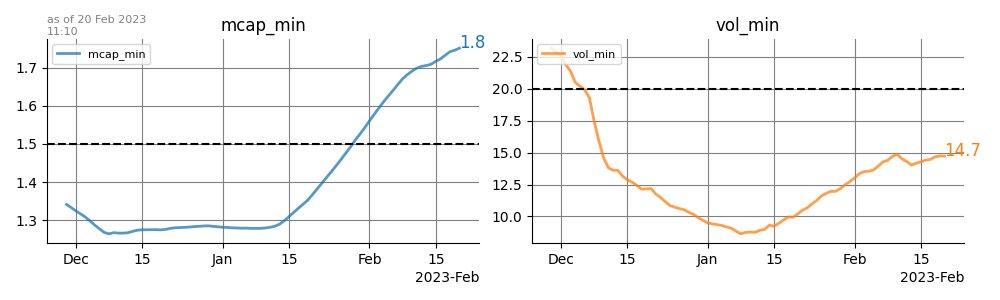 as of 20 Feb 2023
11:10
mcap_min
1.8
mcap_min
1.7
1.6
1.5
1.4
1.3
Dec 15 Jan 15 Feb 15
2023-Feb
vol_min
vol_min
22.5
20.0
17.5
15.0
14.7
12.5
10.0
Dec 15 Jan 15 Feb 15
2023-Feb